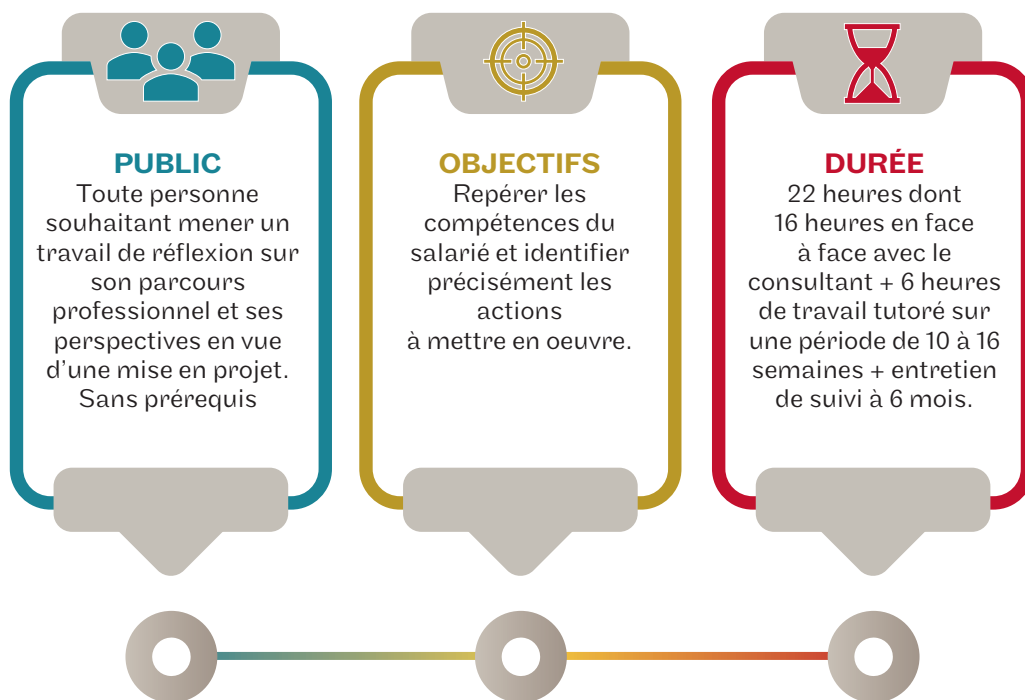 PUBLIC
Toute personne
souhaitant mener un
travail de réflexion sur
son parcours
professionnel et ses
perspectives en vue
d'une mise en projet.
Sans prérequis
OBJECTIFS
Repérer les
compétences du
salarié et identifier
précisément les
actions
à mettre en oeuvre.
DURÉE
22 heures dont
16 heures en face
à face avec le
consultant + 6 heures
de travail tutoré sur
une période de 10 à 16
semaines + entretien
de suivi à 6 mois.